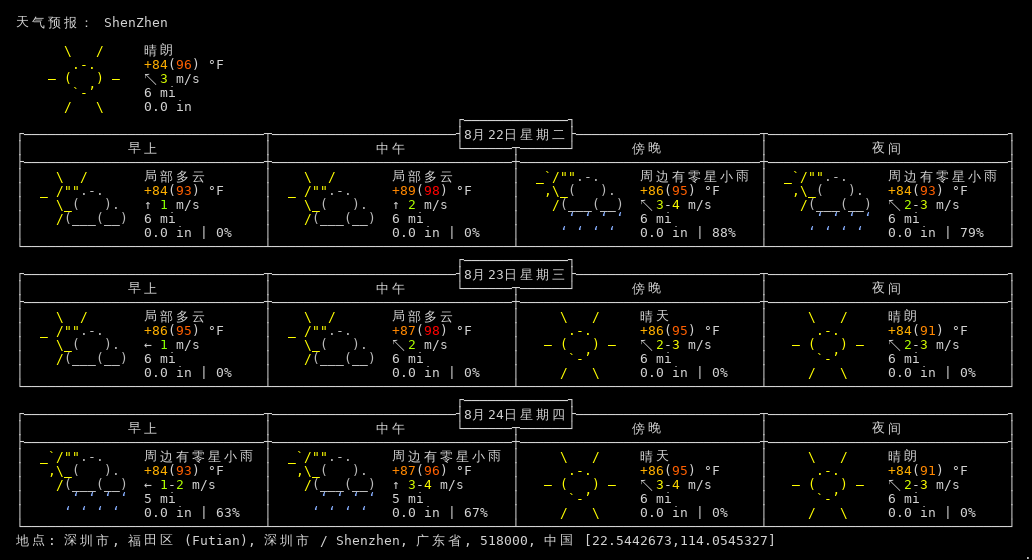 天气预报： ShenZhen
晴朗
+84(96) °F
↖ 3 m/s
6 mi
0.0 in
8月22日星期二
早上 中午 傍晚 夜间
局部多云 局部多云 周边有零星小雨 周边有零星小雨
+84(93) °F +89(98) °F +86(95) °F +84(93) °F
↑ 1 m/s ↑ 2 m/s ↖ 3-4 m/s ↖ 2-3 m/s
6 mi 6 mi 6 mi 6 mi
0.0 in | 0% 0.0 in | 0% 0.0 in | 88% 0.0 in | 79%
8月23日星期三
早上 中午 傍晚 夜间
局部多云 局部多云 晴天 晴朗
+86(95) °F +87(98) °F +86(95) °F +84(91) °F
← 1 m/s ↖ 2 m/s ↖ 2-3 m/s ↖ 2-3 m/s
6 mi 6 mi 6 mi 6 mi
0.0 in | 0% 0.0 in | 0% 0.0 in | 0% 0.0 in | 0%
8月24日星期四
早上 中午 傍晚 夜间
周边有零星小雨 周边有零星小雨 晴天 晴朗
+84(93) °F +87(96) °F +86(95) °F +84(91) °F
← 1-2 m/s ↑ 3-4 m/s ↖ 3-4 m/s ↖ 2-3 m/s
5 mi 5 mi 6 mi 6 mi
0.0 in | 63% 0.0 in | 67% 0.0 in | 0% 0.0 in | 0%
地点: 深圳市, 福田区 (Futian), 深圳市 / Shenzhen, 广东省, 518000, 中国 [22.5442673,114.0545327]